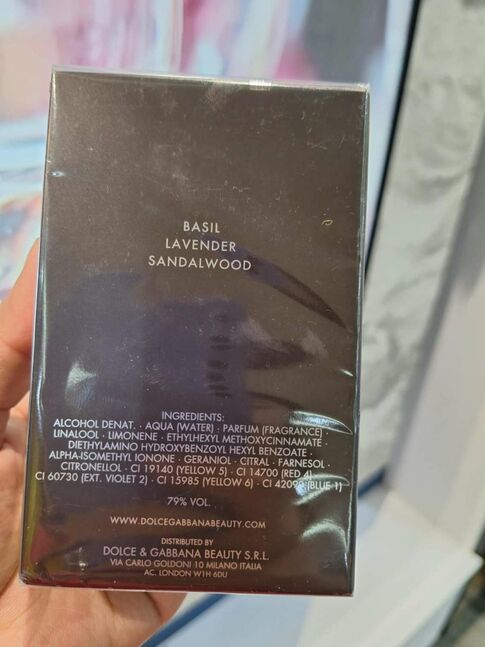 BASIL
LAVENDER
SANDALWOOD
INGREDIENTS:
ALCOHOL DENAT. · AQUA (WATER) · PARFUM (FRAGRANCE) ·
LINALOOL · LIMONENE · ETHYLHEXYL METHOXYCINNAMATE ·
DIETHYLAMINO HYDROXYBENZOYL HEXYL BENZOATE ·
ALPHA-ISOMETHYL IONONE · GERANIOL · CITRAL · FARNESOL ·
CITRONELLOL · CI 19140 (YELLOW 5) · CI 14700 (RED 4) ·
CI 60730 (EXT. VIOLET 2) · CI 15985 (YELLOW 6) · CI 42090 (BLUE 1)
79% VOL.
WWW.DOLCEGABBANABEAUTY.COM
DISTRIBUTED BY
DOLCE & GABBANA BEAUTY S.R.L.
VIA CARLO GOLDONI 10 MILANO ITALIA
AC. LONDON W1H 6DU